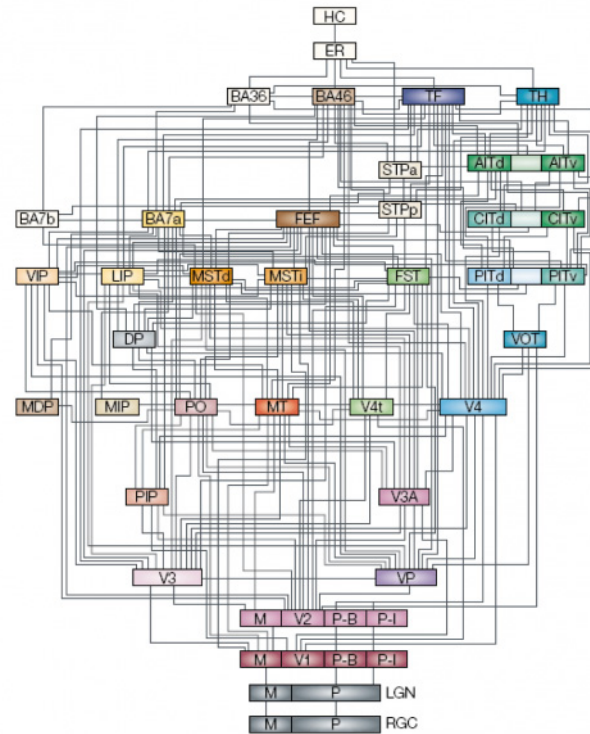 HC
ER
BA36 BA46 TF TH
STPa AITd AITv
BA7b BA7a FEF STPp CITd CITv
VIP LIP MSTd MSTi FST PITd PITv
DP VOT
MDP MIP PO MT V4t V4
PIP V3A
V3 VP
M V2 P-B P-I
M V1 P-B P-I
M P LGN
M P RGC